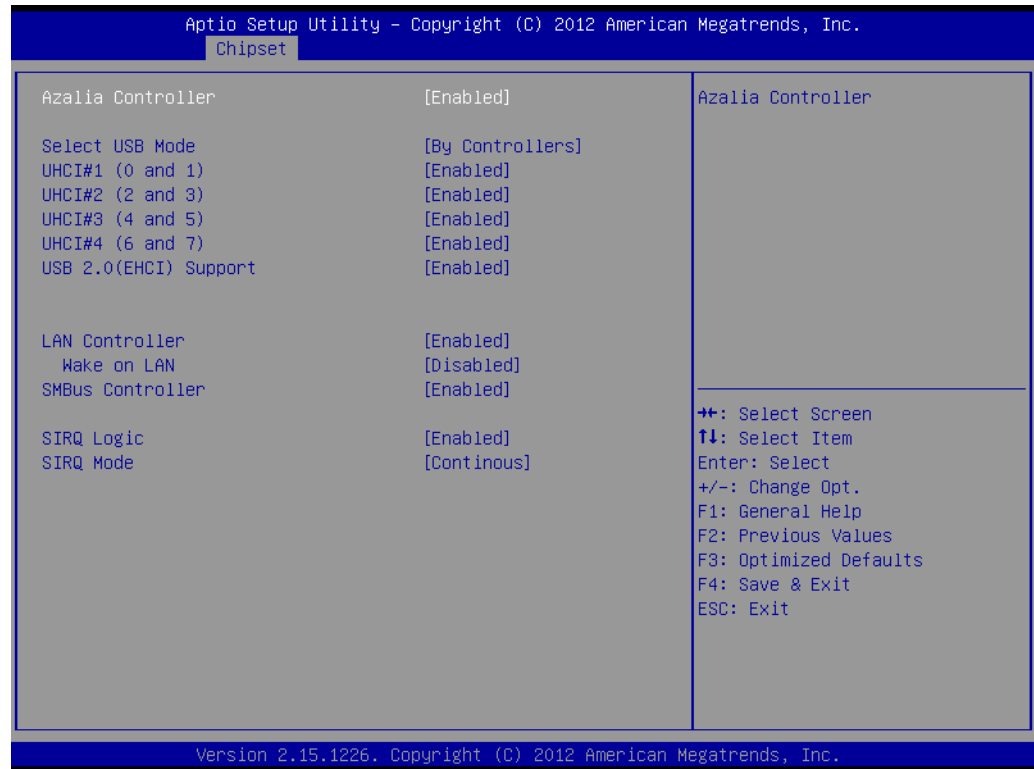 Aptio Setup Utility – Copyright (C) 2012 American Megatrends, Inc.
Chipset
Azalia Controller [Enabled]
Select USB Mode [By Controllers]
UHCI#1 (0 and 1) [Enabled]
UHCI#2 (2 and 3) [Enabled]
UHCI#3 (4 and 5) [Enabled]
UHCI#4 (6 and 7) [Enabled]
USB 2.0(EHCI) Support [Enabled]
LAN Controller [Enabled]
Wake on LAN [Disabled]
SMBus Controller [Enabled]
SIRQ Logic [Enabled]
SIRQ Mode [Continous]
Azalia Controller
→←: Select Screen
↑↓: Select Item
Enter: Select
+/-: Change Opt.
F1: General Help
F2: Previous Values
F3: Optimized Defaults
F4: Save & Exit
ESC: Exit
Version 2.15.1226. Copyright (C) 2012 American Megatrends, Inc.